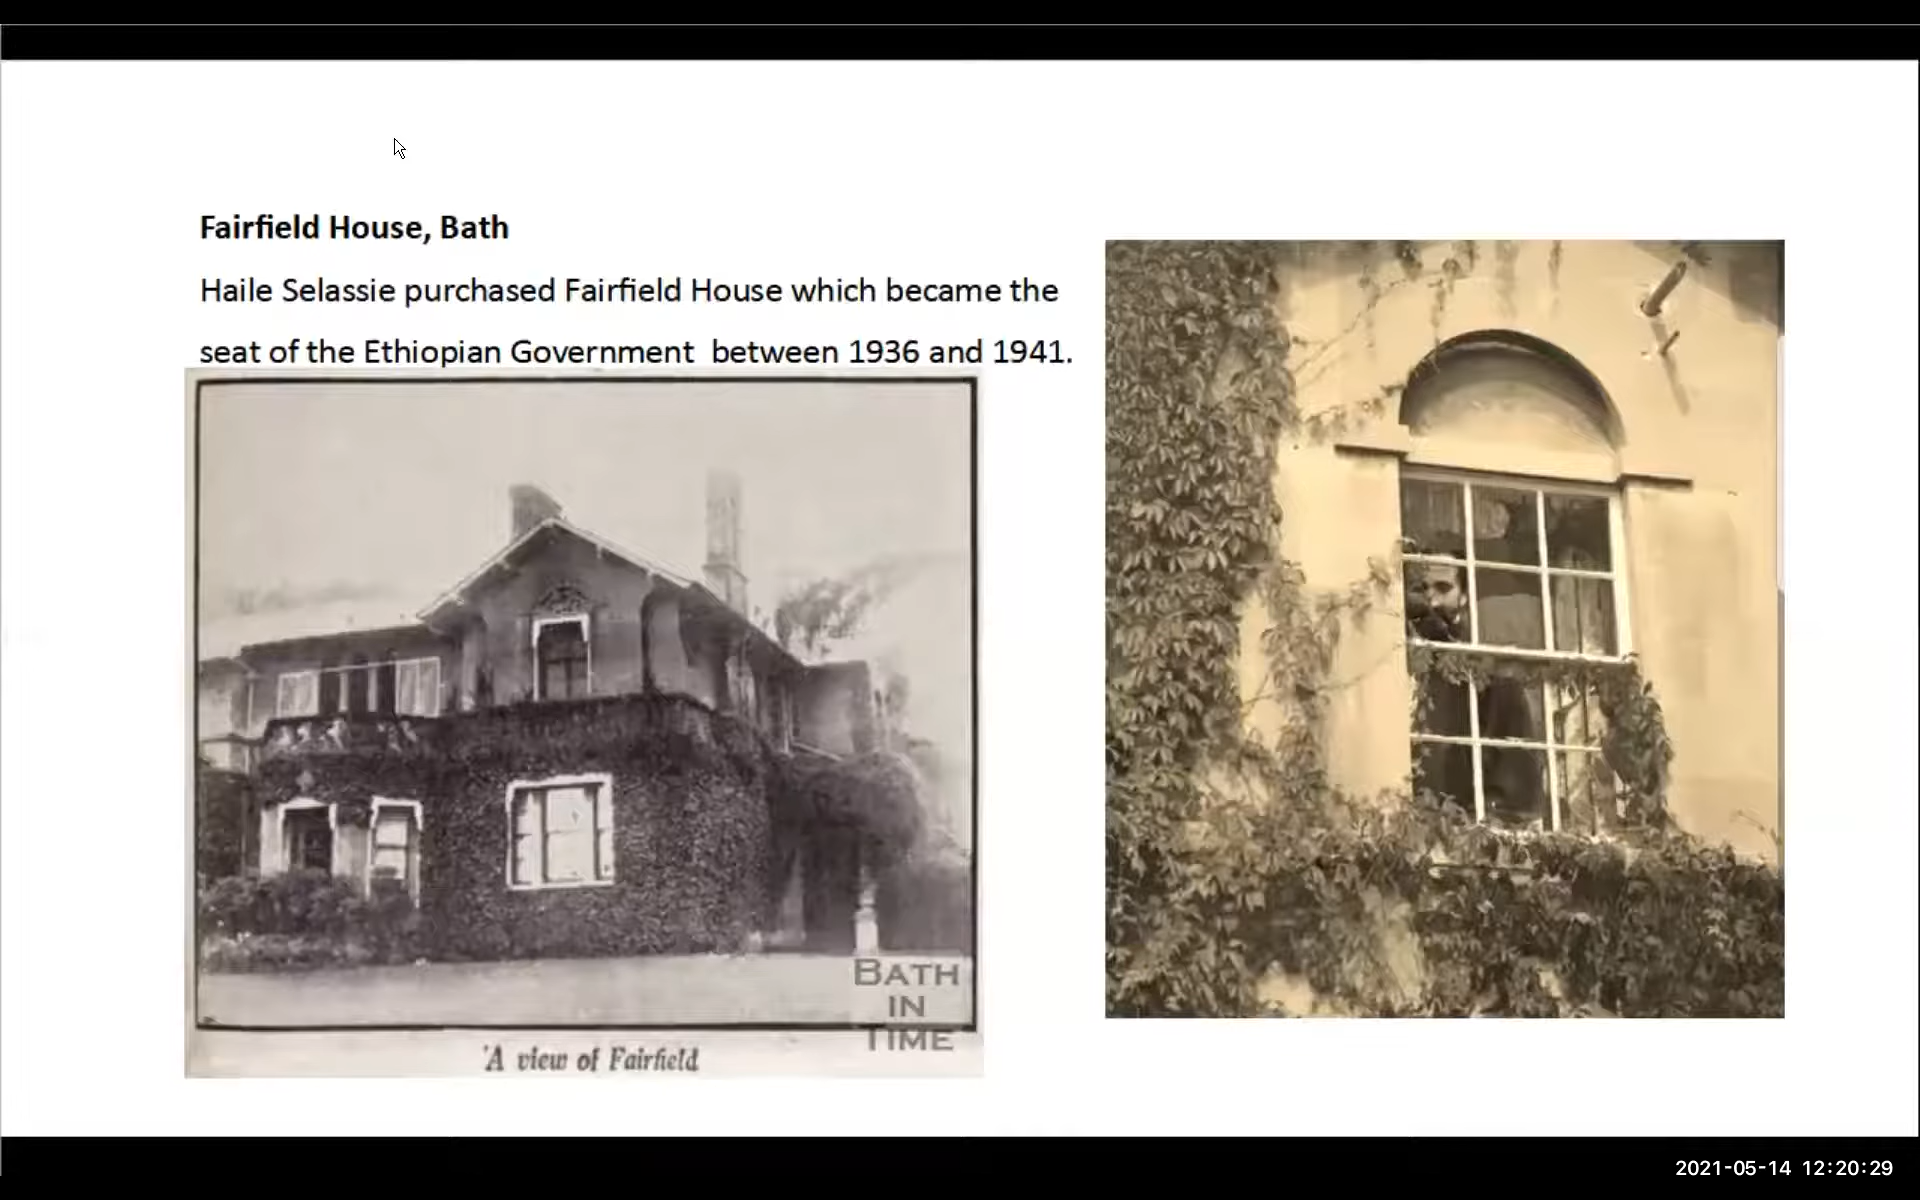 Fairfield House, Bath
Haile Selassie purchased Fairfield House which became the
seat of the Ethiopian Government  between 1936 and 1941.
BATH
IN
TIME
'A view of Fairfield
2021-05-14 12:20:29